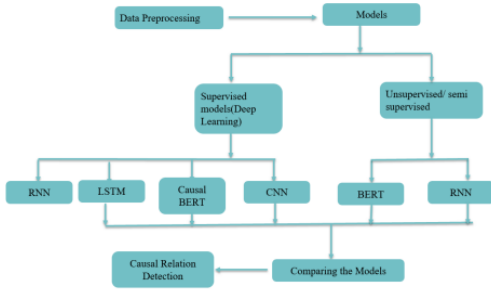 Data Preprocessing
Models
Supervised
models(Deep
Learning)
Unsupervised/ semi
supervised
RNN
LSTM
Causal
BERT
CNN
BERT
RNN
Causal Relation
Detection
Comparing the Models